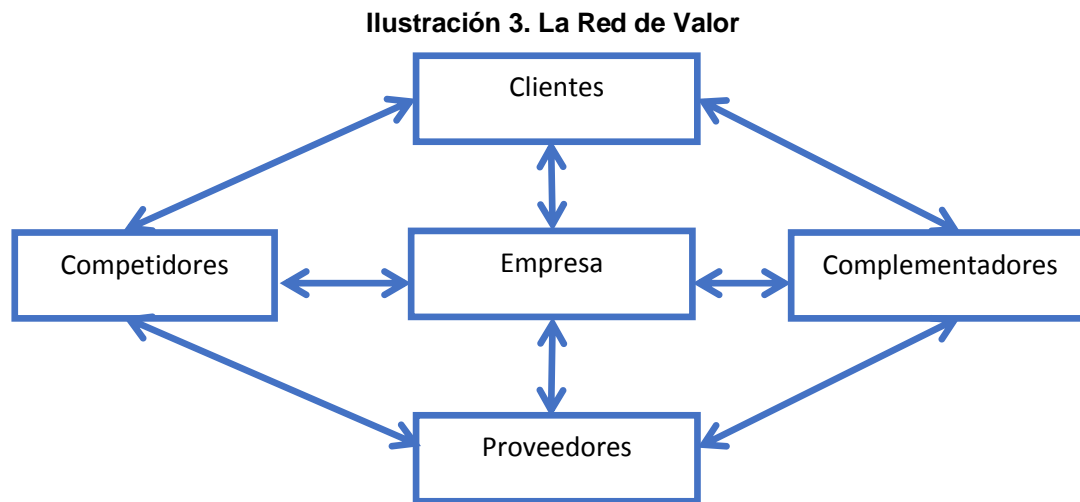 Ilustración 3. La Red de Valor
Clientes
Competidores
Empresa
Complementadores
Proveedores